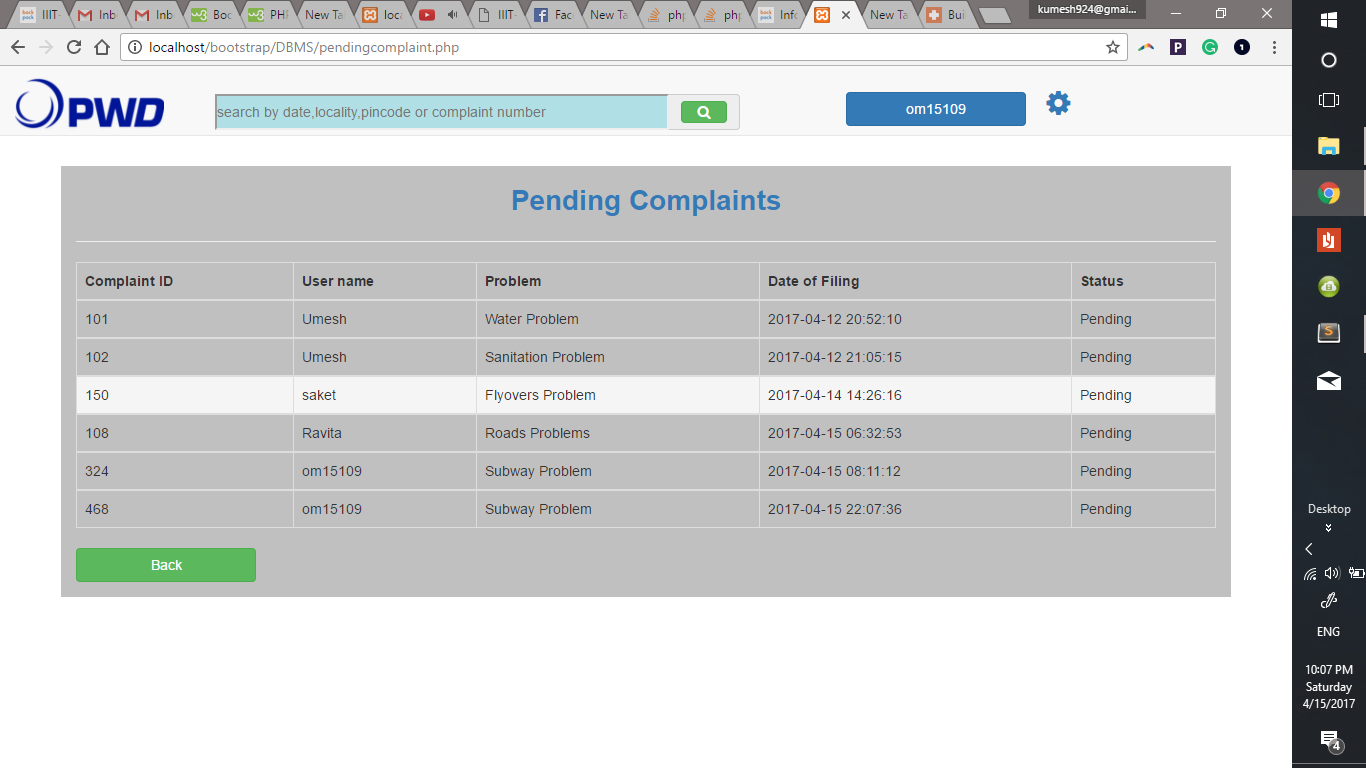 IIIT-
Inb
Inb
Boo
PHI
New Ta
loca
IIIT-
Fac
New Ta
php
php
Info
New Ta
Bui
kumesh924@gmai...
localhost/bootstrap/DBMS/pendingcomplaint.php
PWD
search by date,locality,pincode or complaint number
om15109
Pending Complaints
Complaint ID User name Problem Date of Filing Status
101 Umesh Water Problem 2017-04-12 20:52:10 Pending
102 Umesh Sanitation Problem 2017-04-12 21:05:15 Pending
150 saket Flyovers Problem 2017-04-14 14:26:16 Pending
108 Ravita Roads Problems 2017-04-15 06:32:53 Pending
324 om15109 Subway Problem 2017-04-15 08:11:12 Pending
468 om15109 Subway Problem 2017-04-15 22:07:36 Pending
Back
Desktop
ENG
10:07 PM
Saturday
4/15/2017
4